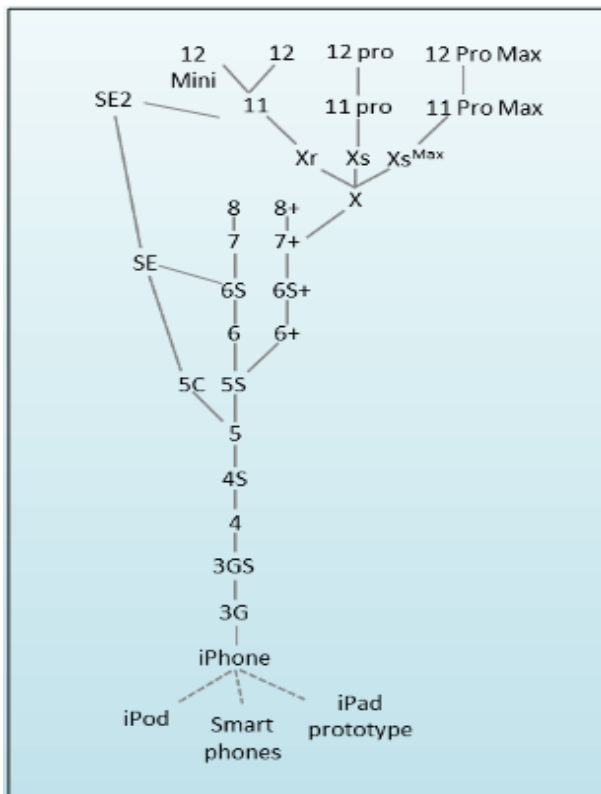 12 Mini
12
12 pro
12 Pro Max
SE2
11
11 pro
11 Pro Max
Xr
Xs
Xs Max
X
8
8+
7
7+
SE
6S
6S+
6
6+
5C
5S
5
4S
4
3GS
3G
iPhone
iPod
Smart
phones
iPad
prototype